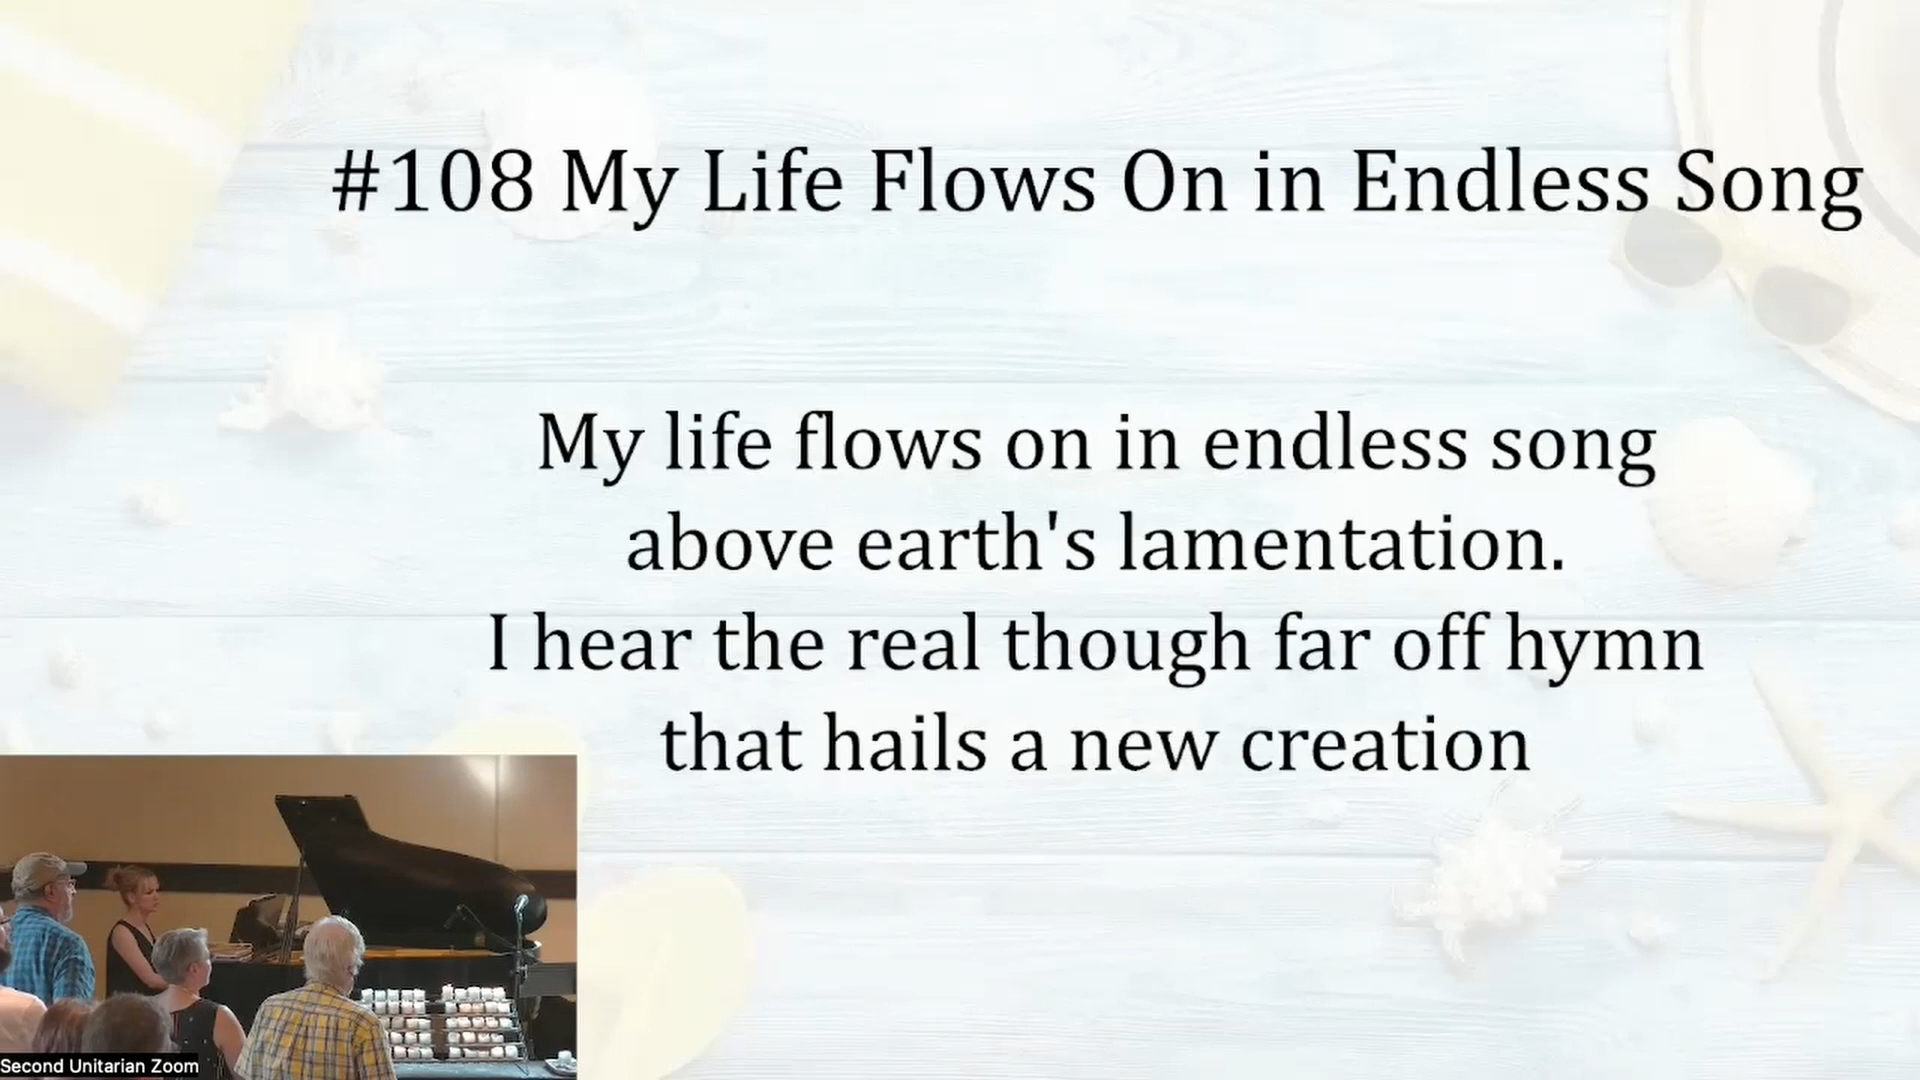 #108 My Life Flows On in Endless Song
My life flows on in endless song
above earth's lamentation.
I hear the real though far off hymn
that hails a new creation
Second Unitarian Zoom